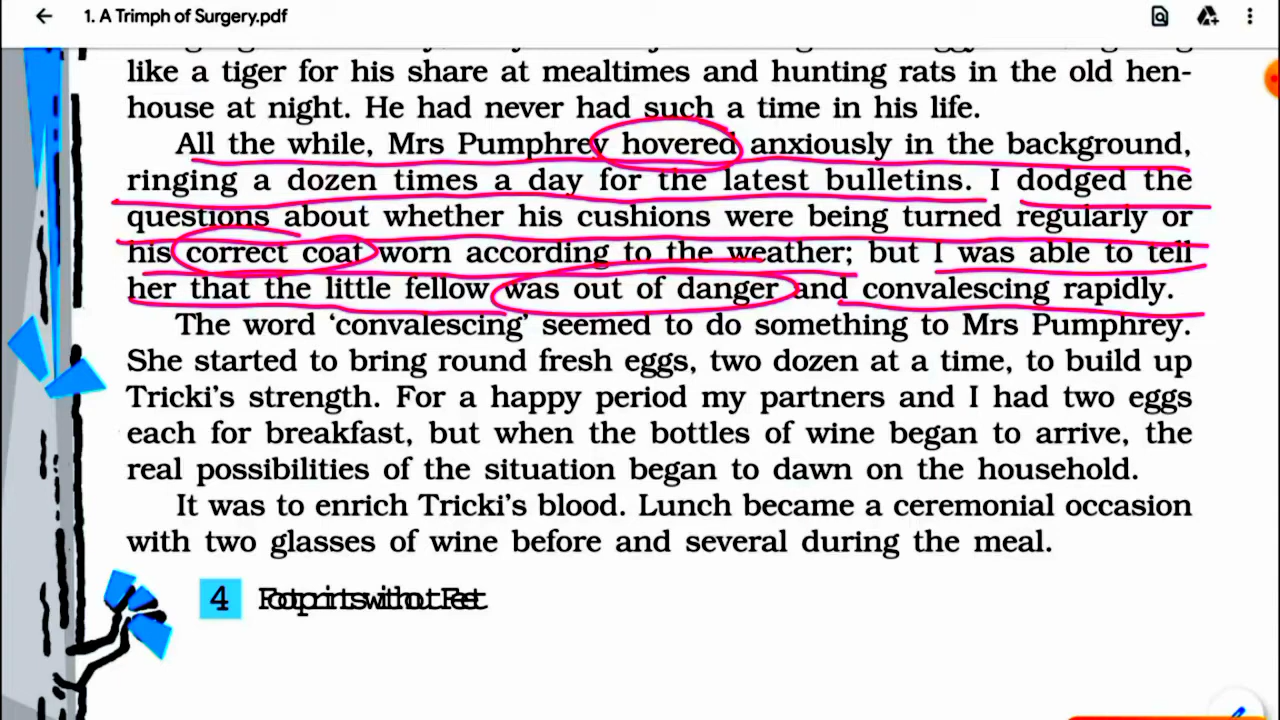 1. A Trimph of Surgery.pdf
like a tiger for his share at mealtimes and hunting rats in the old hen-
house at night. He had never had such a time in his life.
All the while, Mrs Pumphrey hovered anxiously in the background,
ringing a dozen times a day for the latest bulletins. I dodged the
questions about whether his cushions were being turned regularly or
his correct coat worn according to the weather; but I was able to tell
her that the little fellow was out of danger and convalescing rapidly.
The word ‘convalescing’ seemed to do something to Mrs Pumphrey.
She started to bring round fresh eggs, two dozen at a time, to build up
Tricki’s strength. For a happy period my partners and I had two eggs
each for breakfast, but when the bottles of wine began to arrive, the
real possibilities of the situation began to dawn on the household.
It was to enrich Tricki’s blood. Lunch became a ceremonial occasion
with two glasses of wine before and several during the meal.
4 Footprints without Feet